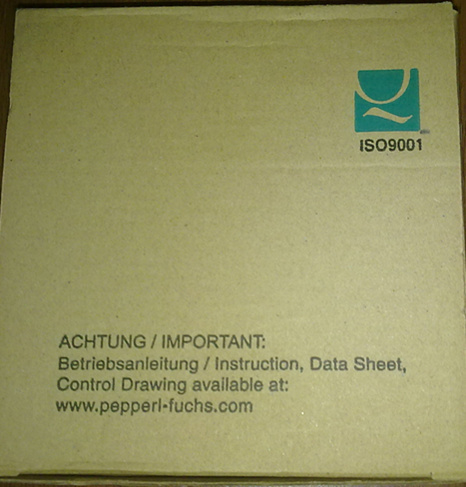 ISO9001
ACHTUNG / IMPORTANT:
Betriebsanleitung / Instruction, Data Sheet,
Control Drawing available at:
www.pepperl-fuchs.com